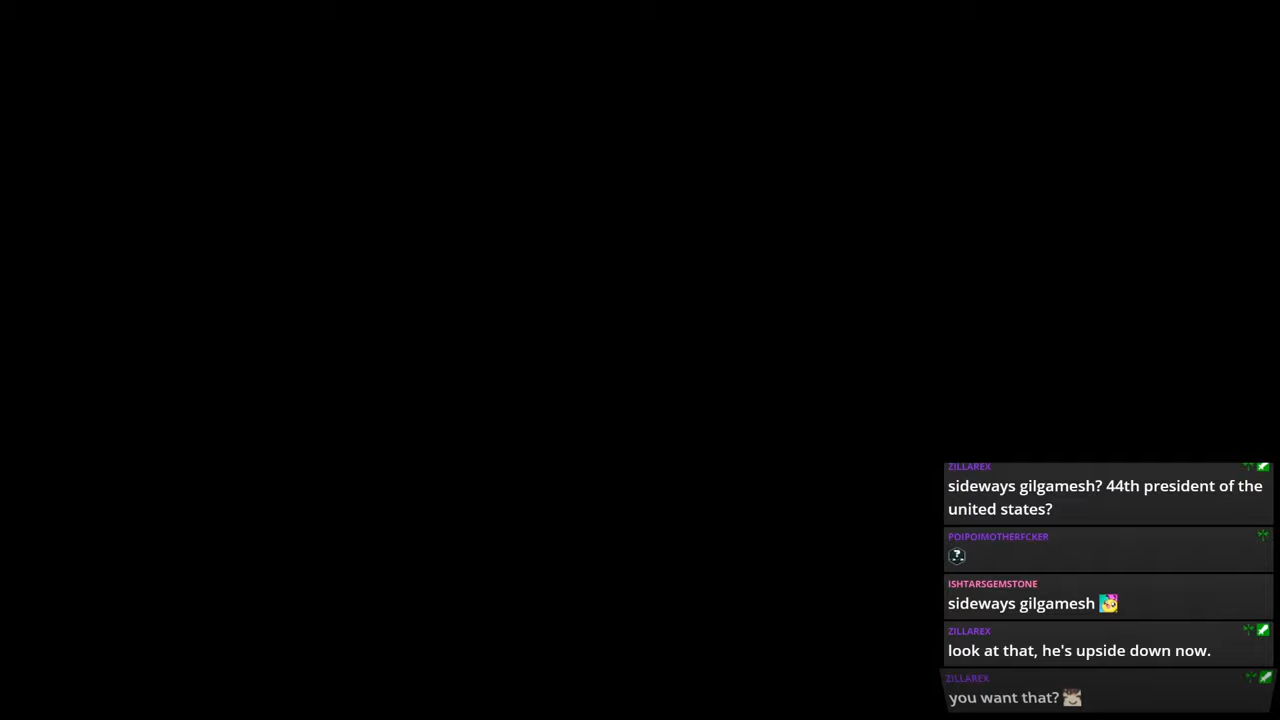 ZILLAREX
sideways gilgamesh? 44th president of the
united states?
POIPOIMOTHERFCKER
?
ISHTARSGEMSTONE
sideways gilgamesh
ZILLAREX
look at that, he's upside down now.
ZILLAREX
you want that?